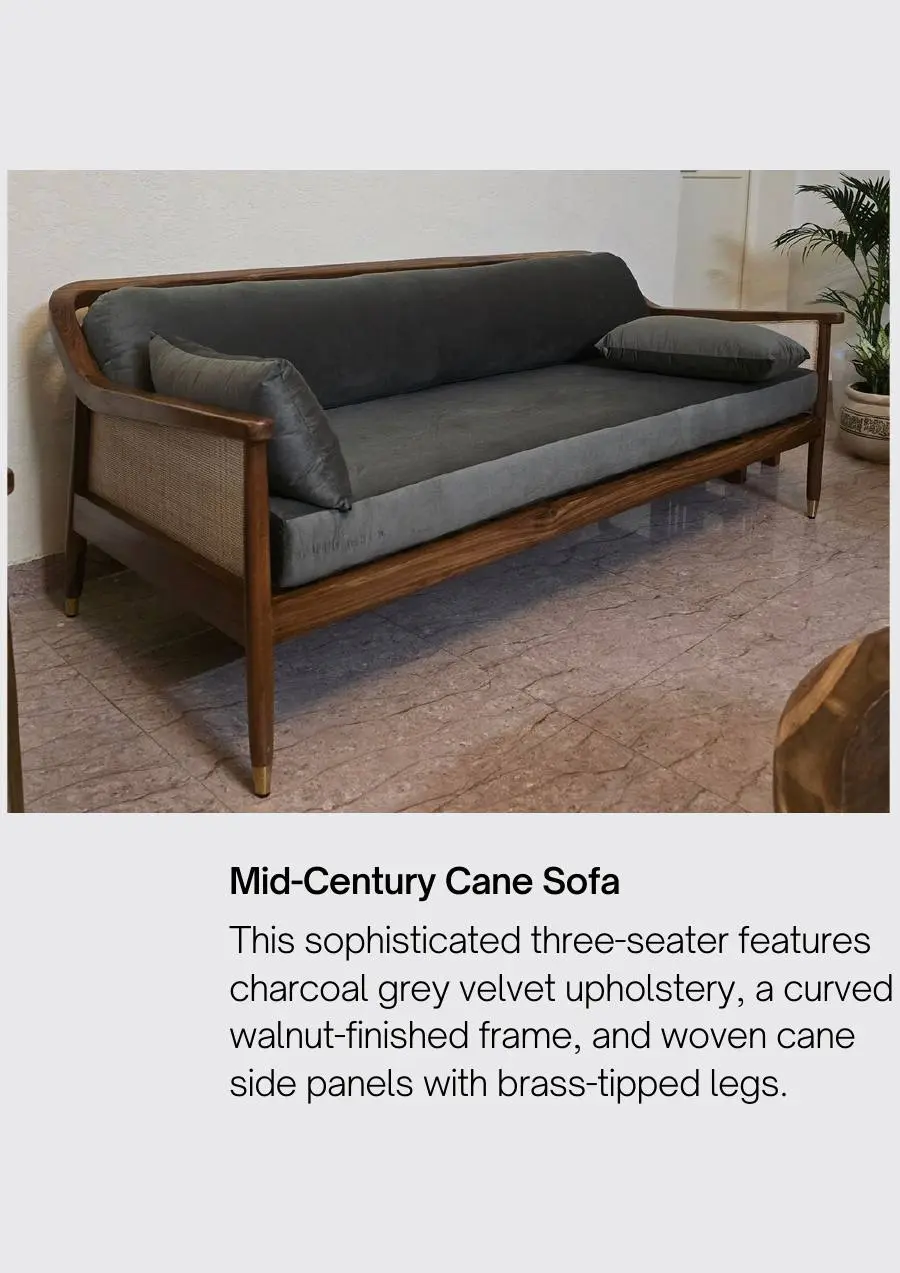 Mid-Century Cane Sofa
This sophisticated three-seater features
charcoal grey velvet upholstery, a curved
walnut-finished frame, and woven cane
side panels with brass-tipped legs.